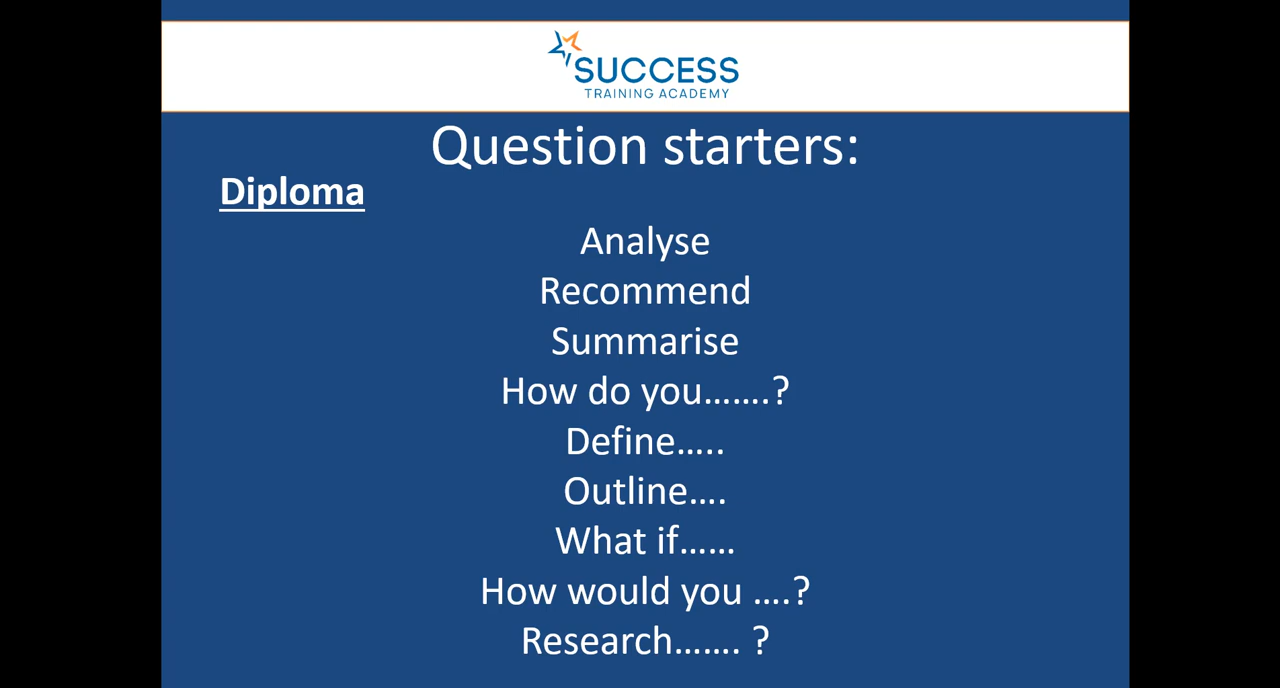 SUCCESS
TRAINING ACADEMY
Question starters:
Diploma
Analyse
Recommend
Summarise
How do you.......?
Define.....
Outline....
What if......
How would you ....?
Research....... ?